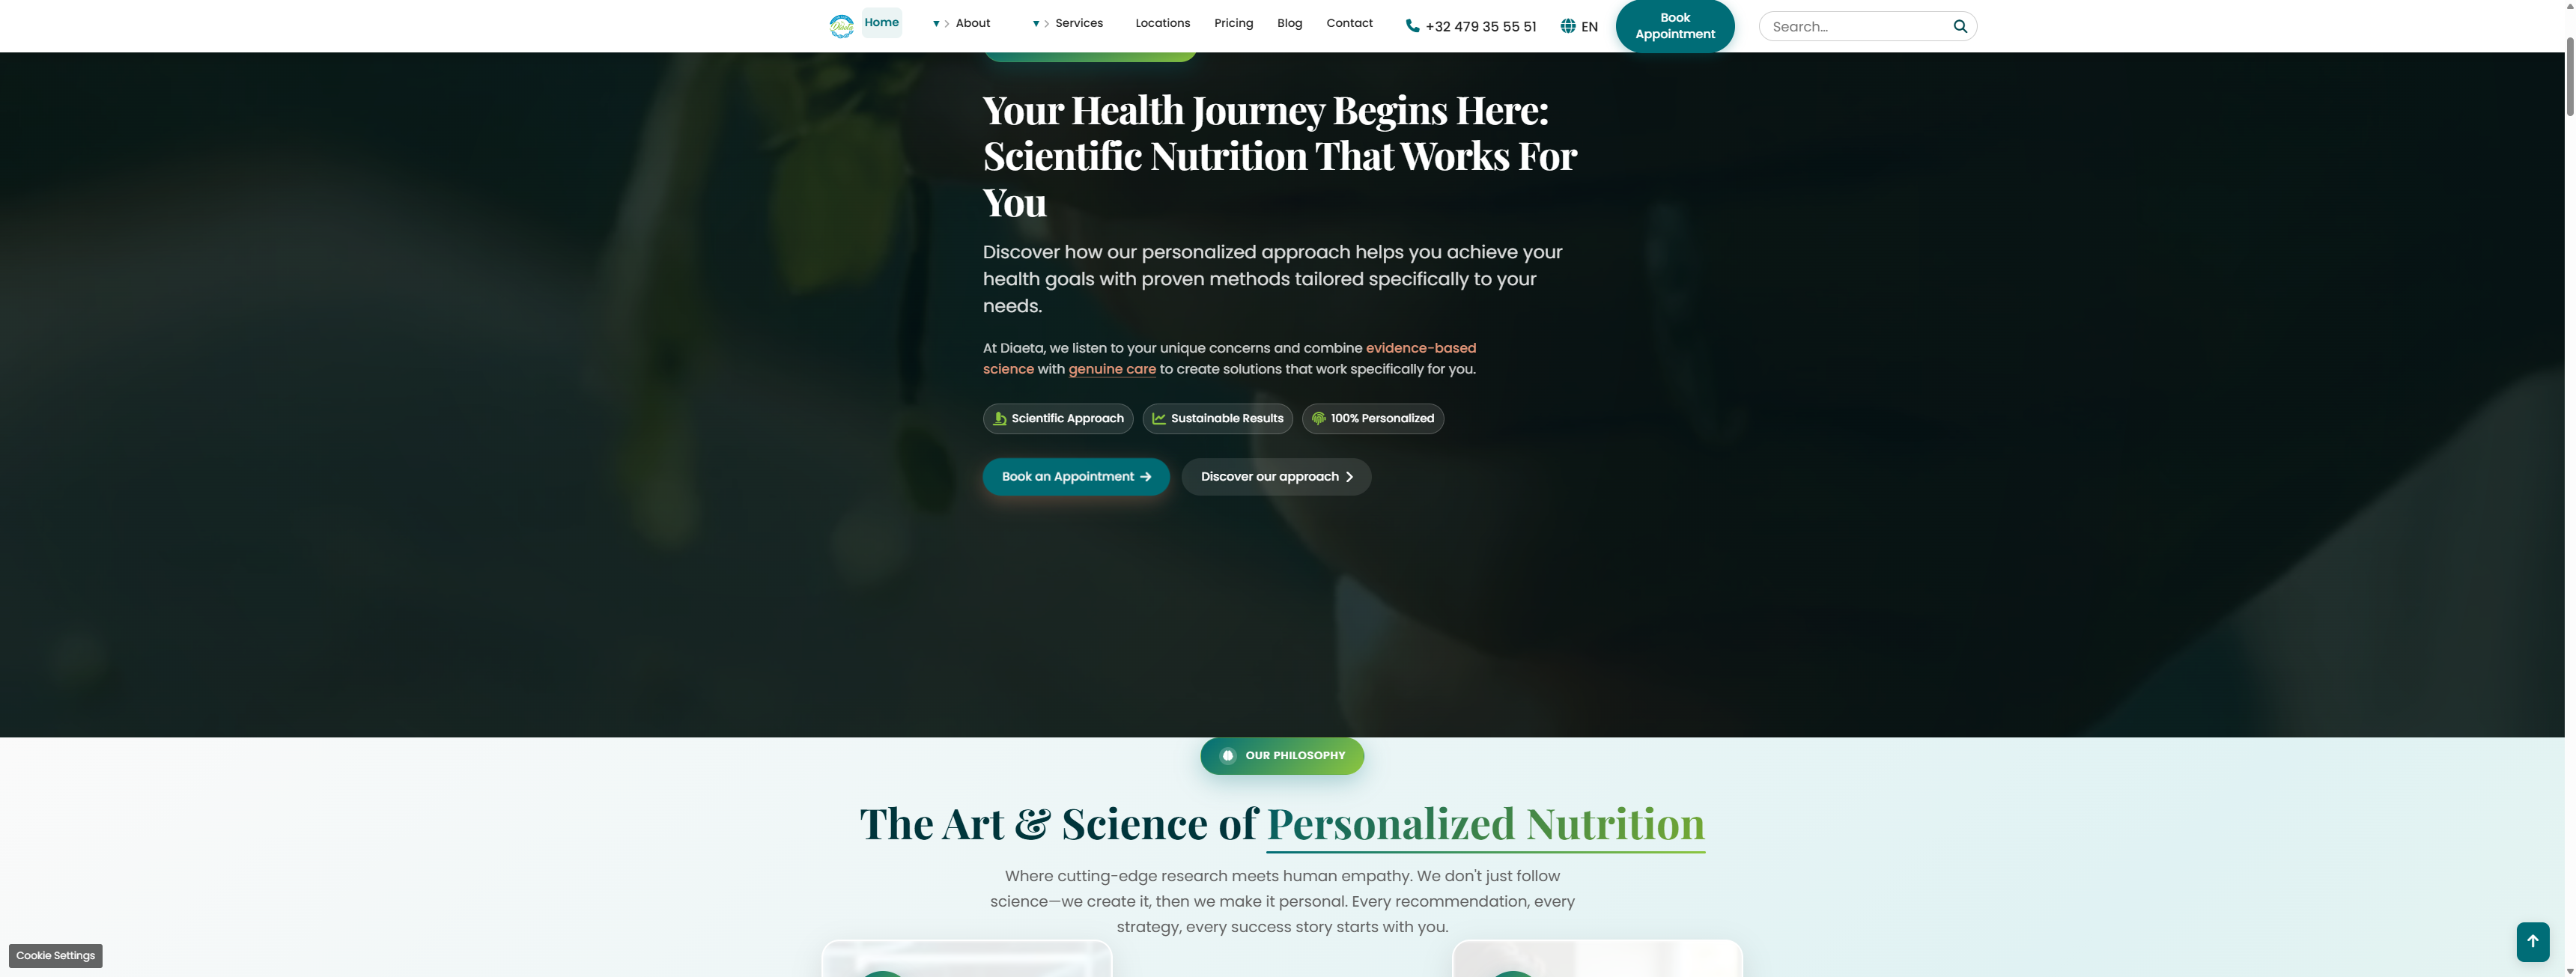 Home
About
Services
Locations
Pricing
Blog
Contact
+32 479 35 55 51
EN
Book
Appointment
Search...
Your Health Journey Begins Here:
Scientific Nutrition That Works For
You
Discover how our personalized approach helps you achieve your
health goals with proven methods tailored specifically to your
needs.
At Diaeta, we listen to your unique concerns and combine evidence-based
science with genuine care to create solutions that work specifically for you.
Scientific Approach
Sustainable Results
100% Personalized
Book an Appointment
Discover our approach
OUR PHILOSOPHY
The Art & Science of Personalized Nutrition
Where cutting-edge research meets human empathy. We don't just follow
science—we create it, then we make it personal. Every recommendation, every
strategy, every success story starts with you.
Cookie Settings